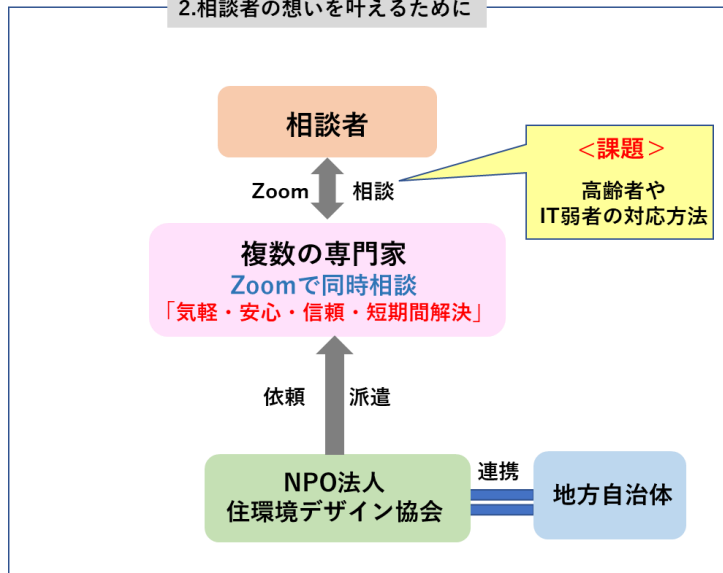 2.相談者の想いを叶えるために
相談者
<課題>
高齢者や
IT弱者の対応方法
Zoom 相談
複数の専門家
Zoomで同時相談
「気軽・安心・信頼・短期間解決」
依頼 派遣
NPO法人
住環境デザイン協会
連携
地方自治体